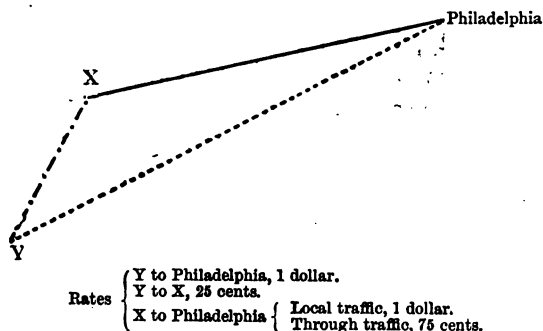 Philadelphia
X
Y
Rates { Y to Philadelphia, 1 dollar.
Y to X, 25 cents.
X to Philadelphia { Local traffic, 1 dollar.
Through traffic, 75 cents.